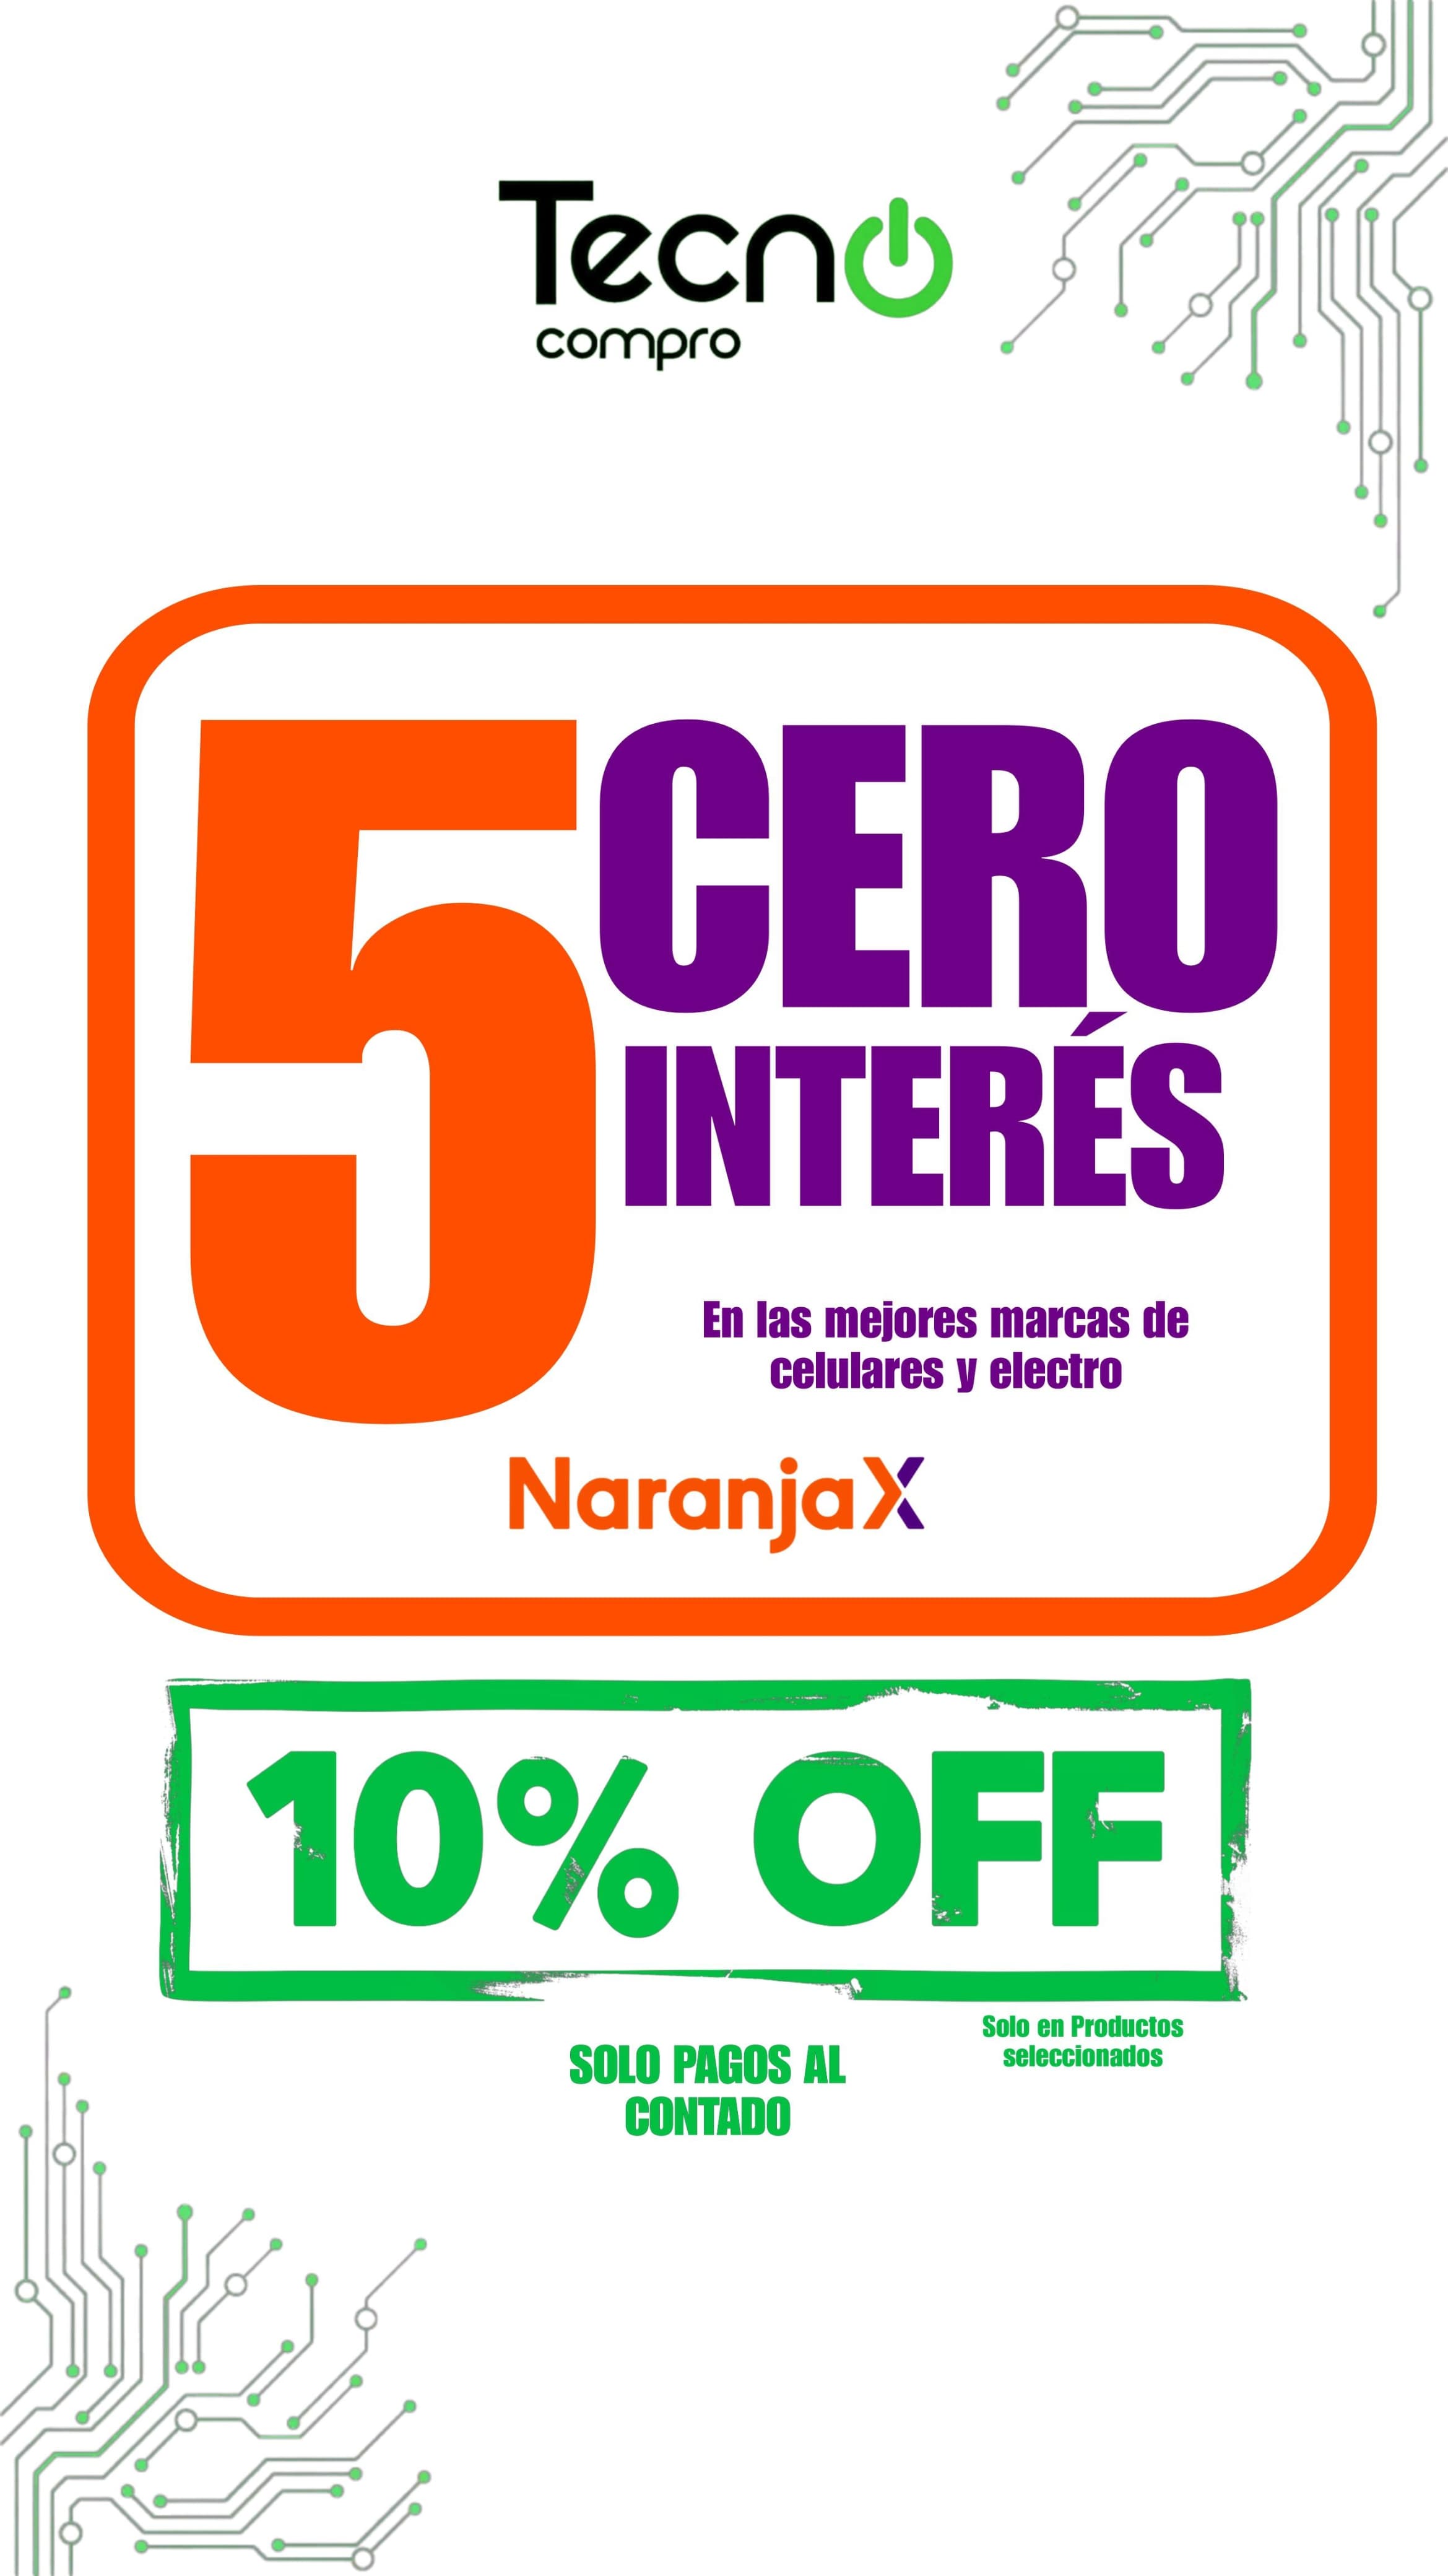 Tecno
compro
5 CERO
INTERÉS
En las mejores marcas de
celulares y electro
NaranjaX
10% OFF
Solo en Productos
seleccionados
SOLO PAGOS AL
CONTADO